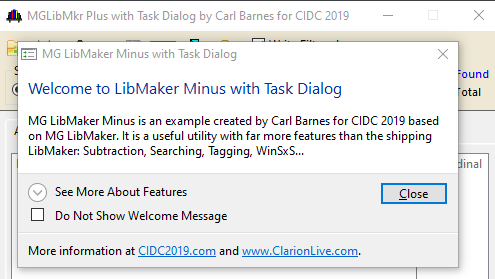 MGLibMkr Plus with Task Dialog by Carl Barnes for CIDC 2019
MG LibMaker Minus with Task Dialog
Found
Total
Welcome to LibMaker Minus with Task Dialog
MG LibMaker Minus is an example created by Carl Barnes for CIDC 2019 based
on MG LibMaker. It is a useful utility with far more features than the shipping
LibMaker: Subtraction, Searching, Tagging, WinSxS...
See More About Features
Close
Do Not Show Welcome Message
More information at CIDC2019.com and www.ClarionLive.com.